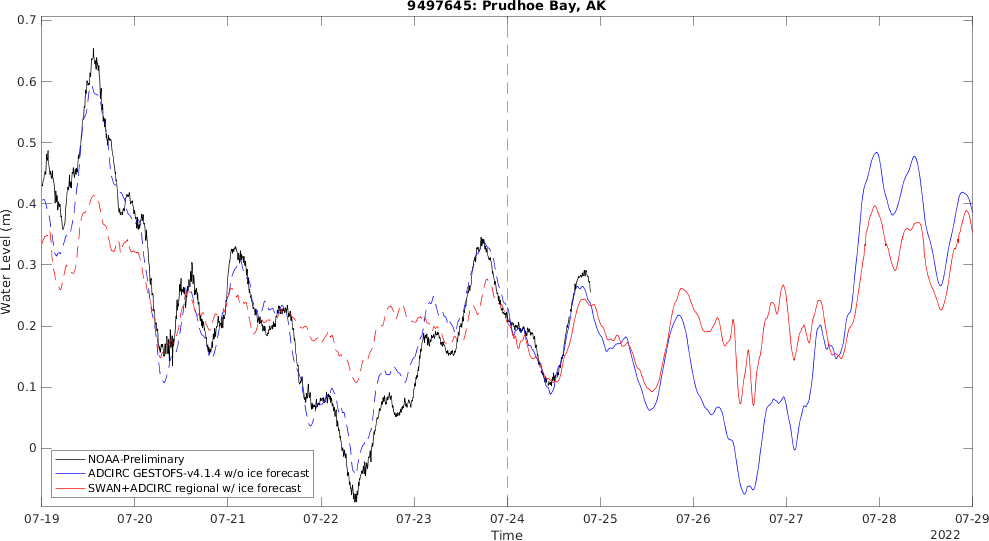 9497645: Prudhoe Bay, AK
0.7
0.6
0.5
0.4
0.3
0.2
0.1
0
Water Level (m)
NOAA-Preliminary
ADCIRC GESTOFS-v4.1.4 w/o ice forecast
SWAN+ADCIRC regional w/ ice forecast
07-19 07-20 07-21 07-22 07-23 07-24 07-25 07-26 07-27 07-28 07-29
Time
2022